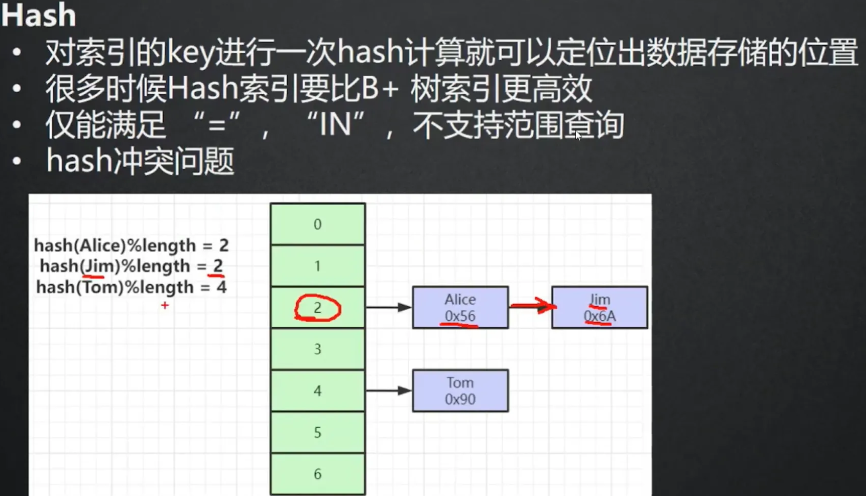 Hash
• 对索引的key进行一次hash计算就可以定位出数据存储的位置
• 很多时候Hash索引要比B+ 树索引更高效
• 仅能满足 “=”，“IN”，不支持范围查询
• hash冲突问题
hash(Alice)%length = 2
hash(Jim)%length = 2
hash(Tom)%length = 4
0
1
2
Alice
0x56
Jim
0x6A
3
4
Tom
0x90
5
6